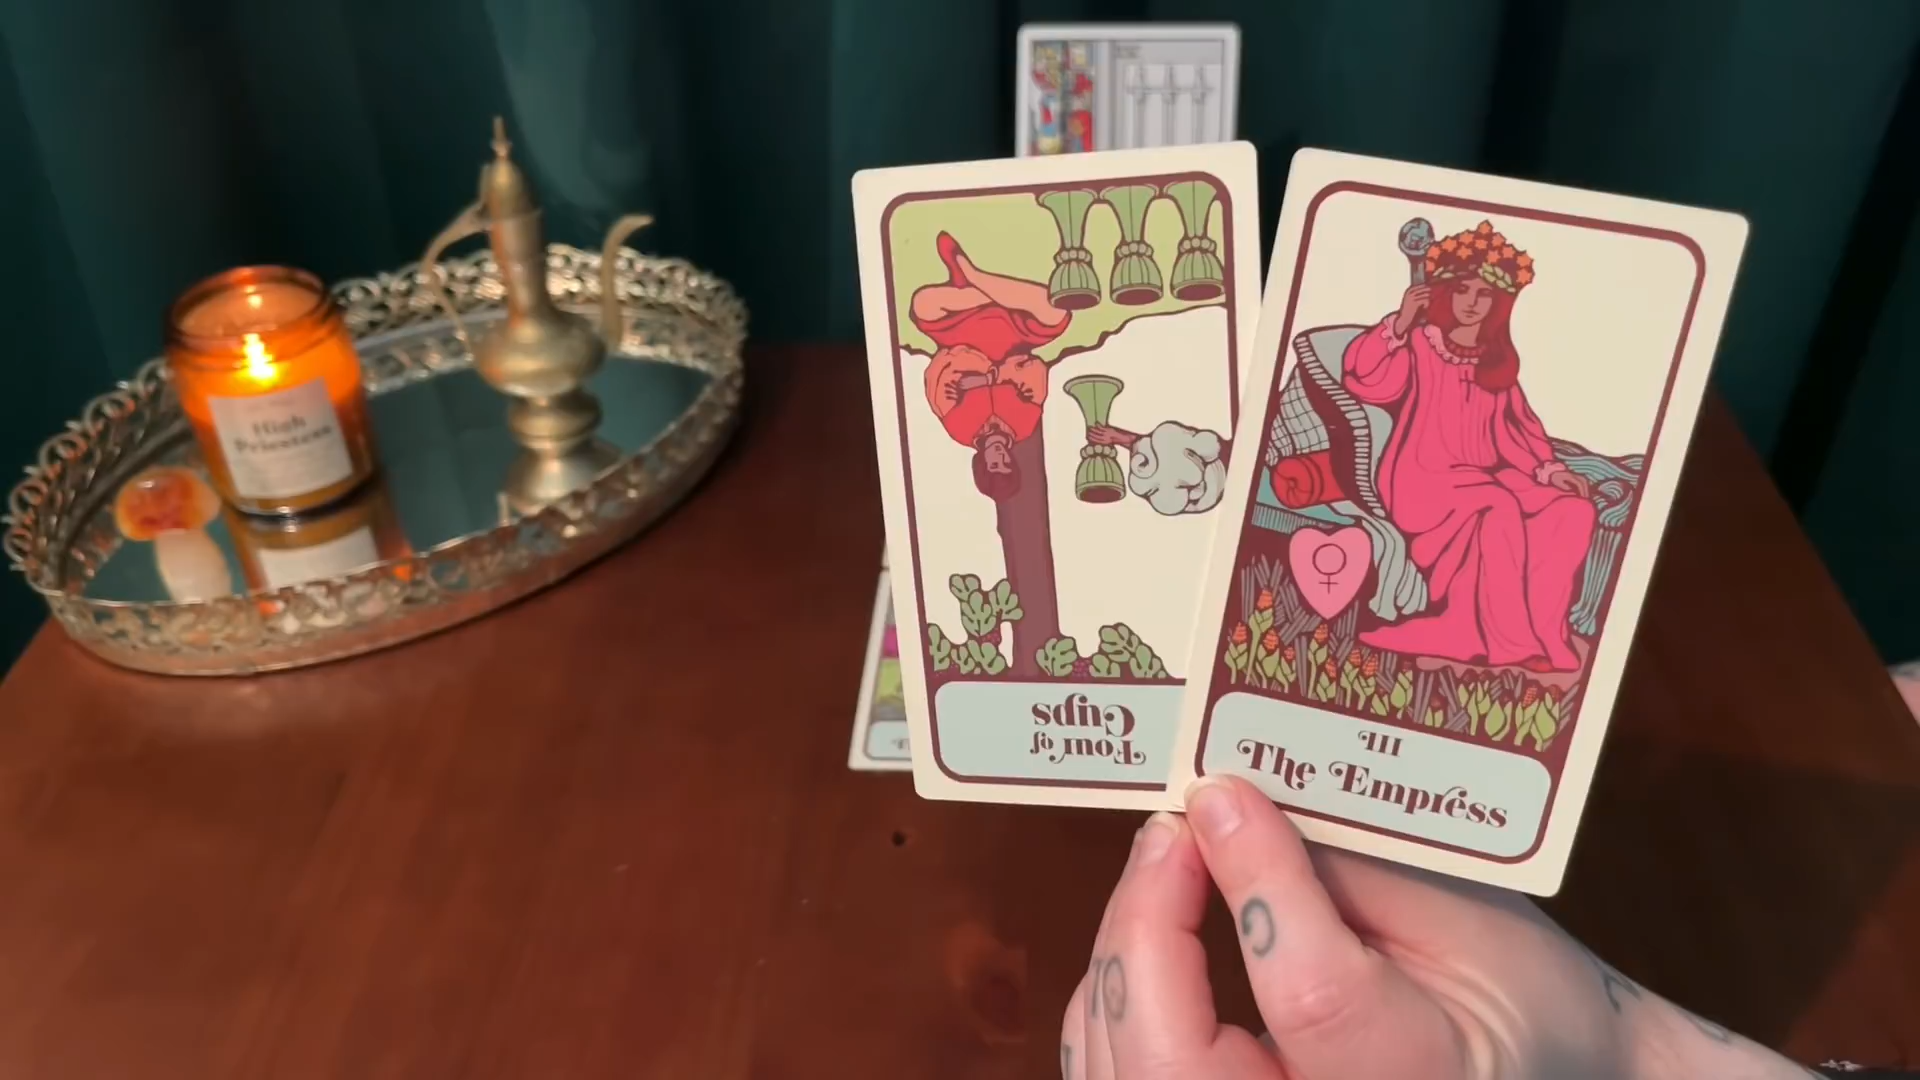 High
Priestess
Four of
Cups
III
The Empress